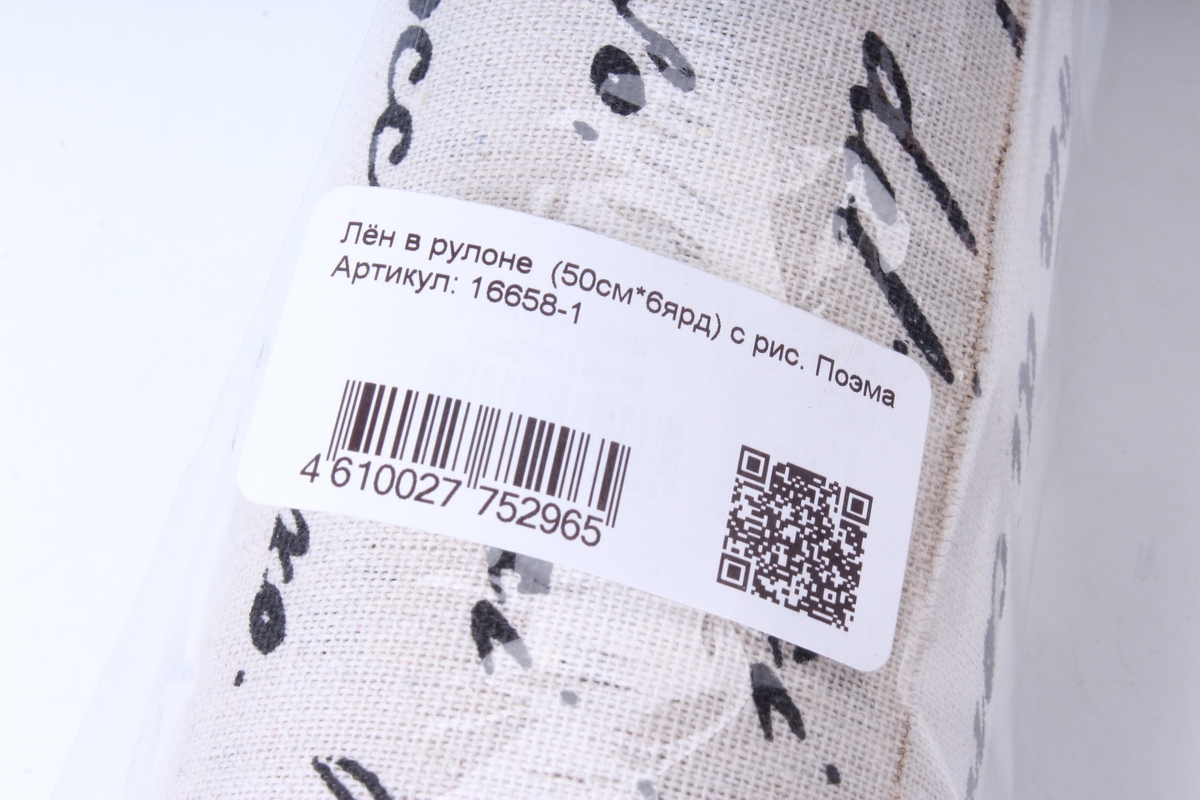 Лён в рулоне (50см*6ярд) с рис. Поэма
Артикул: 16658-1
4 610027 752965